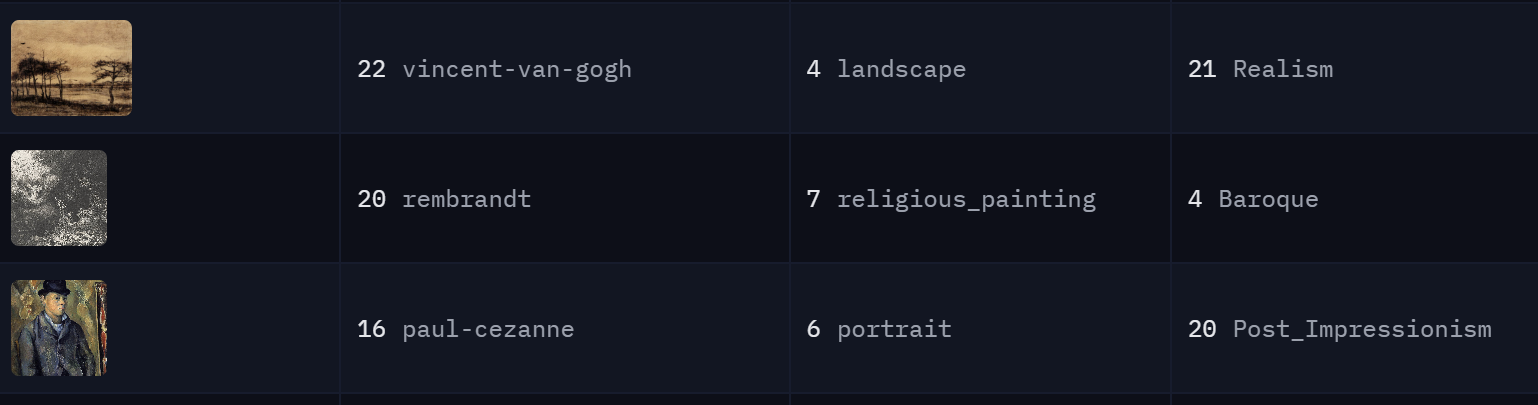 22 vincent-van-gogh 4 landscape 21 Realism
20 rembrandt 7 religious_painting 4 Baroque
16 paul-cezanne 6 portrait 20 Post_Impressionism